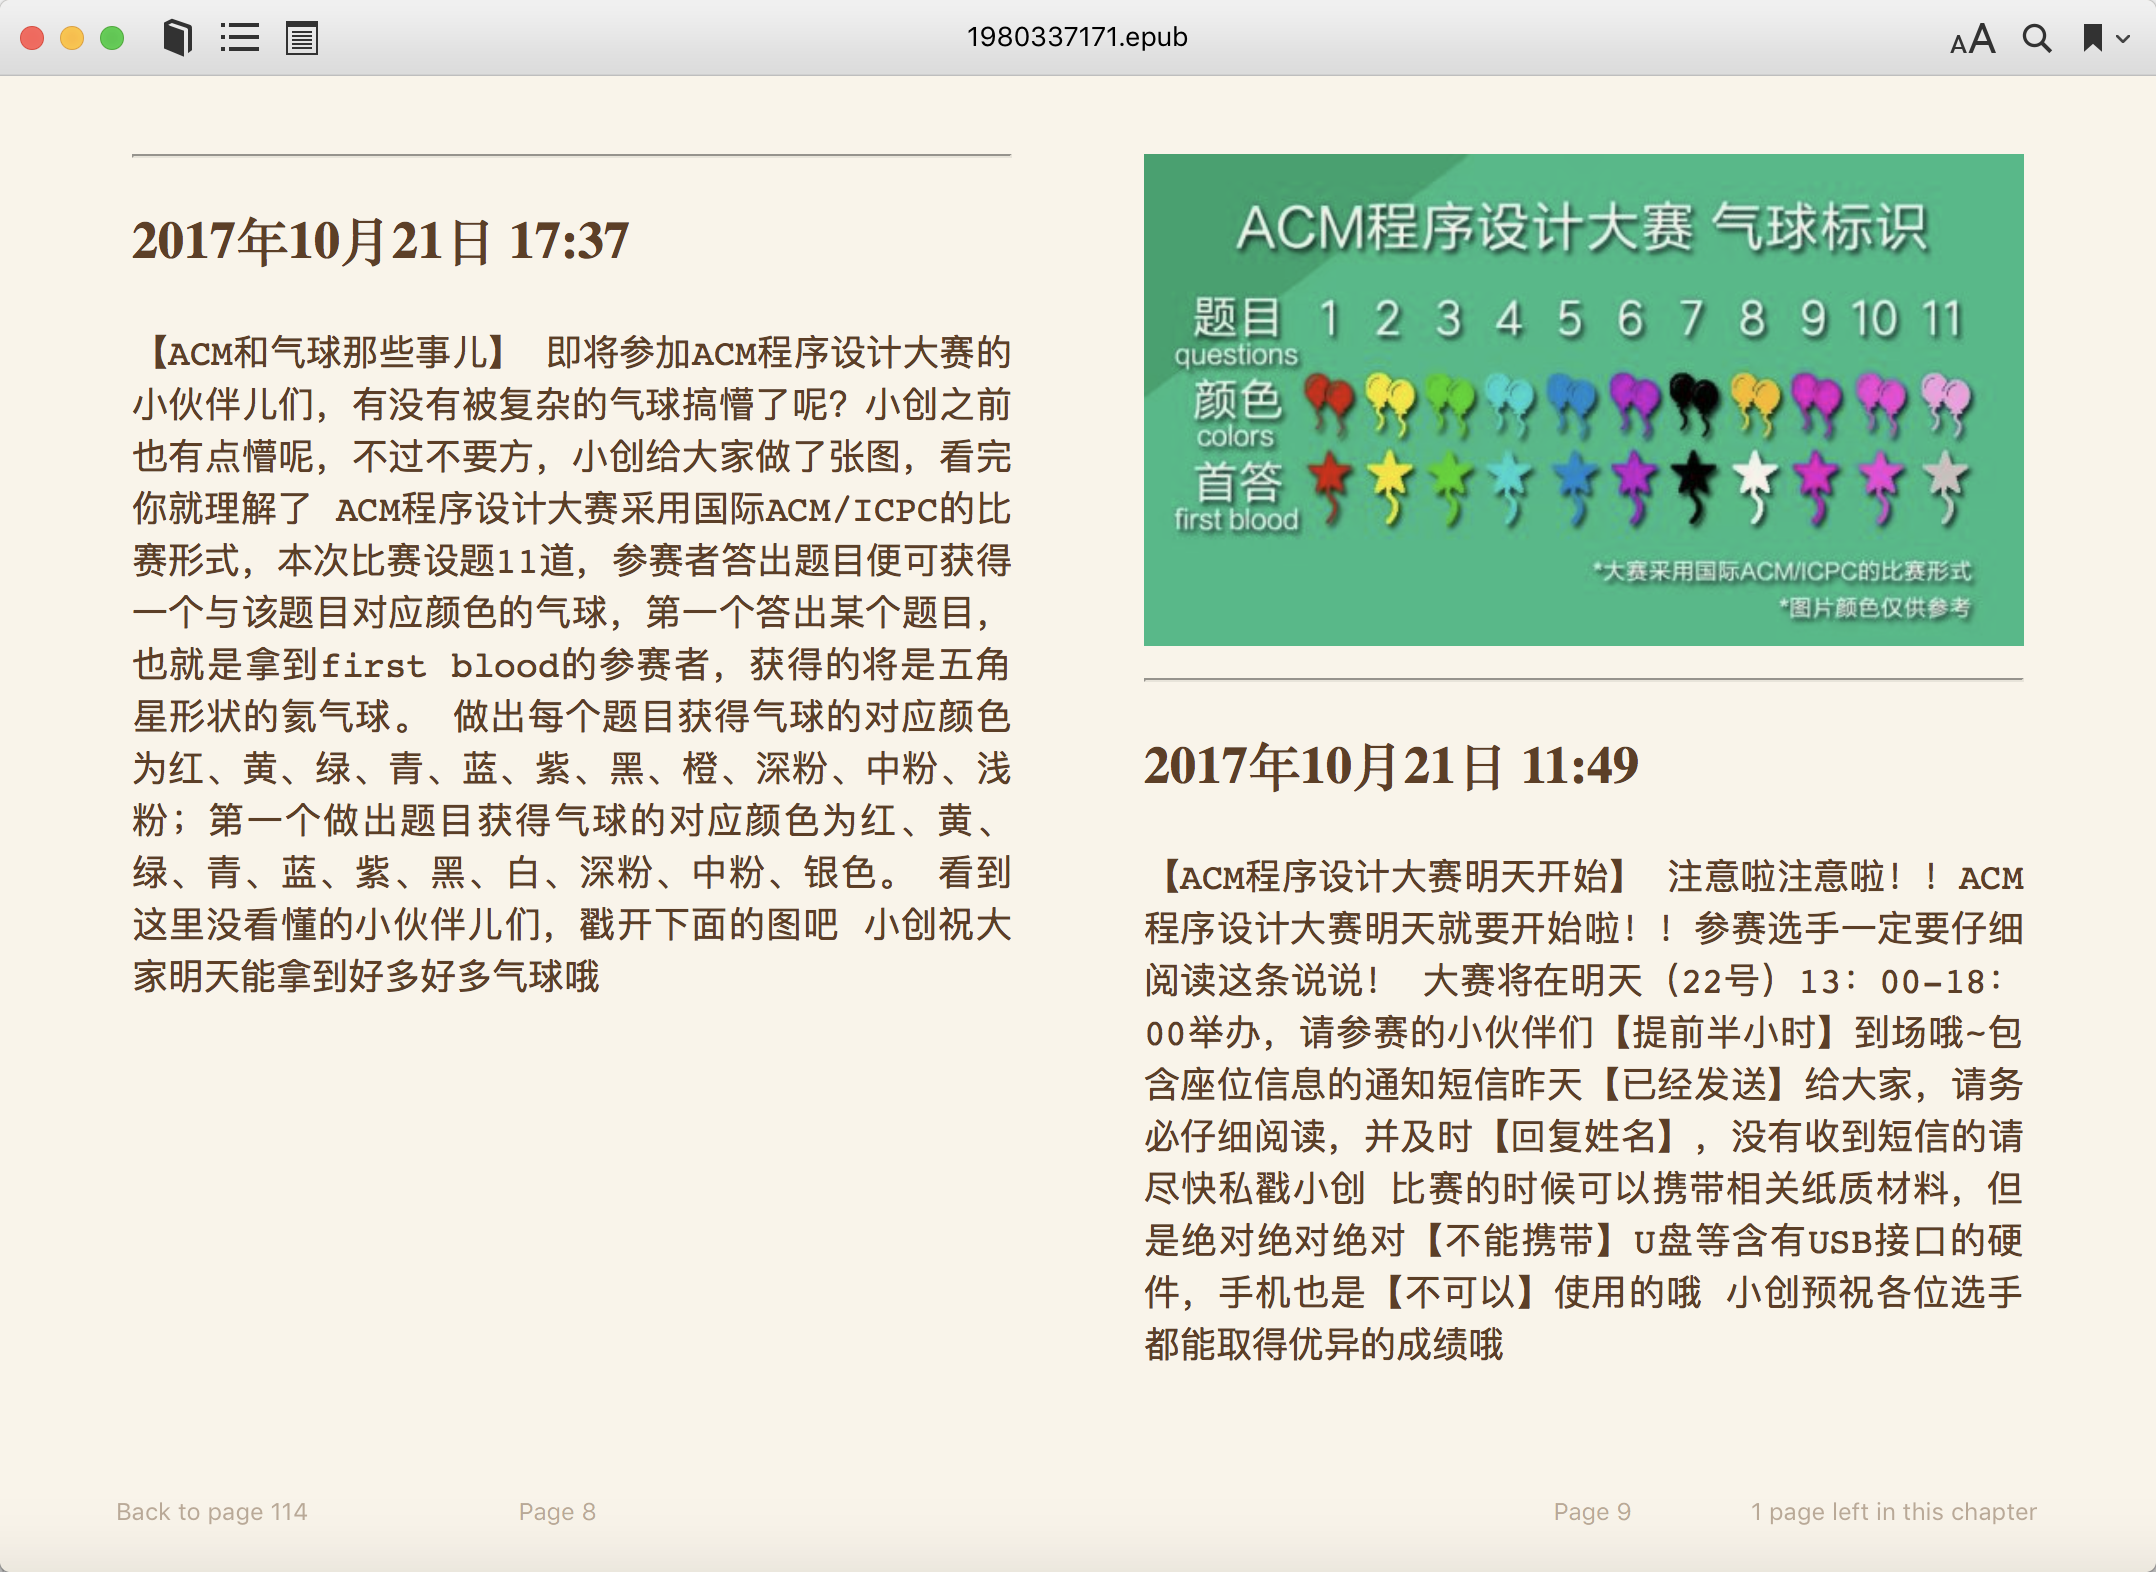 1980337171.epub
AA
2017年10月21日 17:37
【ACM和气球那些事儿】 即将参加ACM程序设计大赛的
小伙伴儿们，有没有被复杂的气球搞懵了呢？小创之前
也有点懵呢，不过不要方，小创给大家做了张图，看完
你就理解了 ACM程序设计大赛采用国际ACM/ICPC的比
赛形式，本次比赛设题11道，参赛者答出题目便可获得
一个与该题目对应颜色的气球，第一个答出某个题目，
也就是拿到first blood的参赛者，获得的将是五角
星形状的氦气球。 做出每个题目获得气球的对应颜色
为红、黄、绿、青、蓝、紫、黑、橙、深粉、中粉、浅
粉；第一个做出题目获得气球的对应颜色为红、黄、
绿、青、蓝、紫、黑、白、深粉、中粉、银色。 看到
这里没看懂的小伙伴儿们，戳开下面的图吧 小创祝大
家明天能拿到好多好多气球哦
ACM程序设计大赛 气球标识
题目 1 2 3 4 5 6 7 8 9 10 11
questions
颜色
colors
首答
first blood
*大赛采用国际ACM/ICPC的比赛形式
*图片颜色仅供参考
2017年10月21日 11:49
【ACM程序设计大赛明天开始】 注意啦注意啦！！ACM
程序设计大赛明天就要开始啦！！参赛选手一定要仔细
阅读这条说说！ 大赛将在明天（22号）13：00-18：
00举办，请参赛的小伙伴们【提前半小时】到场哦~包
含座位信息的通知短信昨天【已经发送】给大家，请务
必仔细阅读，并及时【回复姓名】，没有收到短信的请
尽快私戳小创 比赛的时候可以携带相关纸质材料，但
是绝对绝对绝对【不能携带】U盘等含有USB接口的硬
件，手机也是【不可以】使用的哦 小创预祝各位选手
都能取得优异的成绩哦
Back to page 114
Page 8
Page 9
1 page left in this chapter